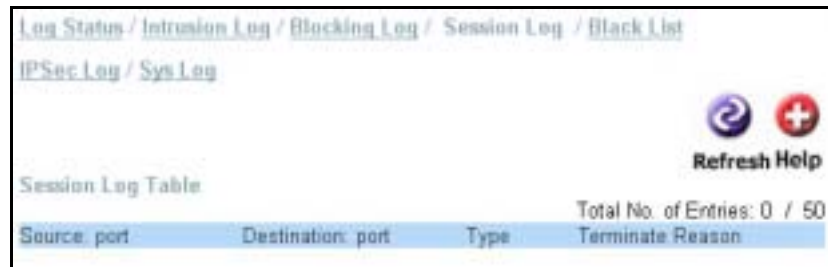 Log Status / Intrusion Log / Blocking Log / Session Log / Black List
IPSec Log / Sys Log
Refresh Help
Session Log Table
Total No. of Entries: 0 / 50
Source: port Destination: port Type Terminate Reason